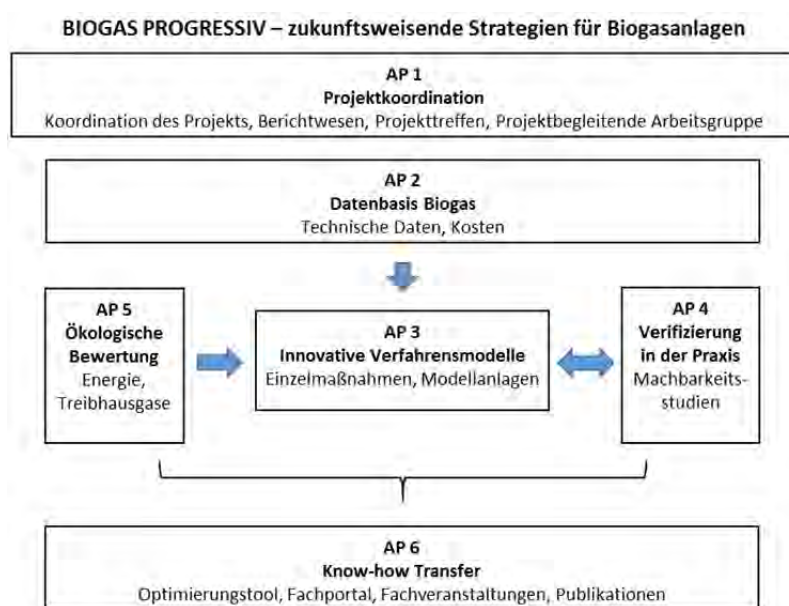 BIOGAS PROGRESSIV – zukunftsweisende Strategien für Biogasanlagen
AP 1
Projektkoordination
Koordination des Projekts, Berichtwesen, Projekttreffen, Projektbegleitende Arbeitsgruppe
AP 2
Datenbasis Biogas
Technische Daten, Kosten
AP 5
Ökologische
Bewertung
Energie,
Treibhausgase
AP 3
Innovative Verfahrensmodelle
Einzelmaßnahmen, Modellanlagen
AP 4
Verifizierung
in der Praxis
Machbarkeits-
studien
AP 6
Know-how Transfer
Optimierungstool, Fachportal, Fachveranstaltungen, Publikationen